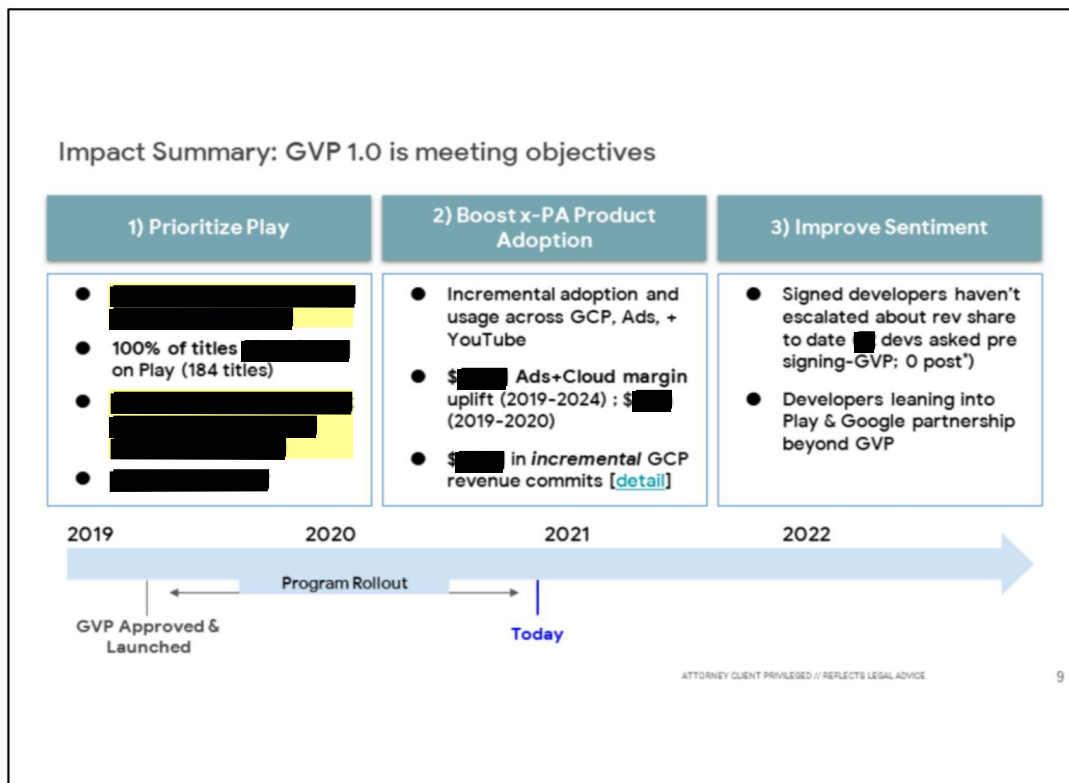 Impact Summary: GVP 1.0 is meeting objectives
1) Prioritize Play
● 100% of titles
on Play (184 titles)
2) Boost x-PA Product
Adoption
● Incremental adoption and
usage across GCP, Ads, +
YouTube
● $ Ads+Cloud margin
uplift (2019-2024) ; $
(2019-2020)
● $ in incremental GCP
revenue commits [detail]
3) Improve Sentiment
● Signed developers haven't
escalated about rev share
to date ( devs asked pre
signing-GVP; 0 post*)
● Developers leaning into
Play & Google partnership
beyond GVP
2019 2020 2021 2022
Program Rollout
GVP Approved &
Launched
Today
ATTORNEY CLIENT PRIVILEGED // REFLECTS LEGAL ADVICE 9